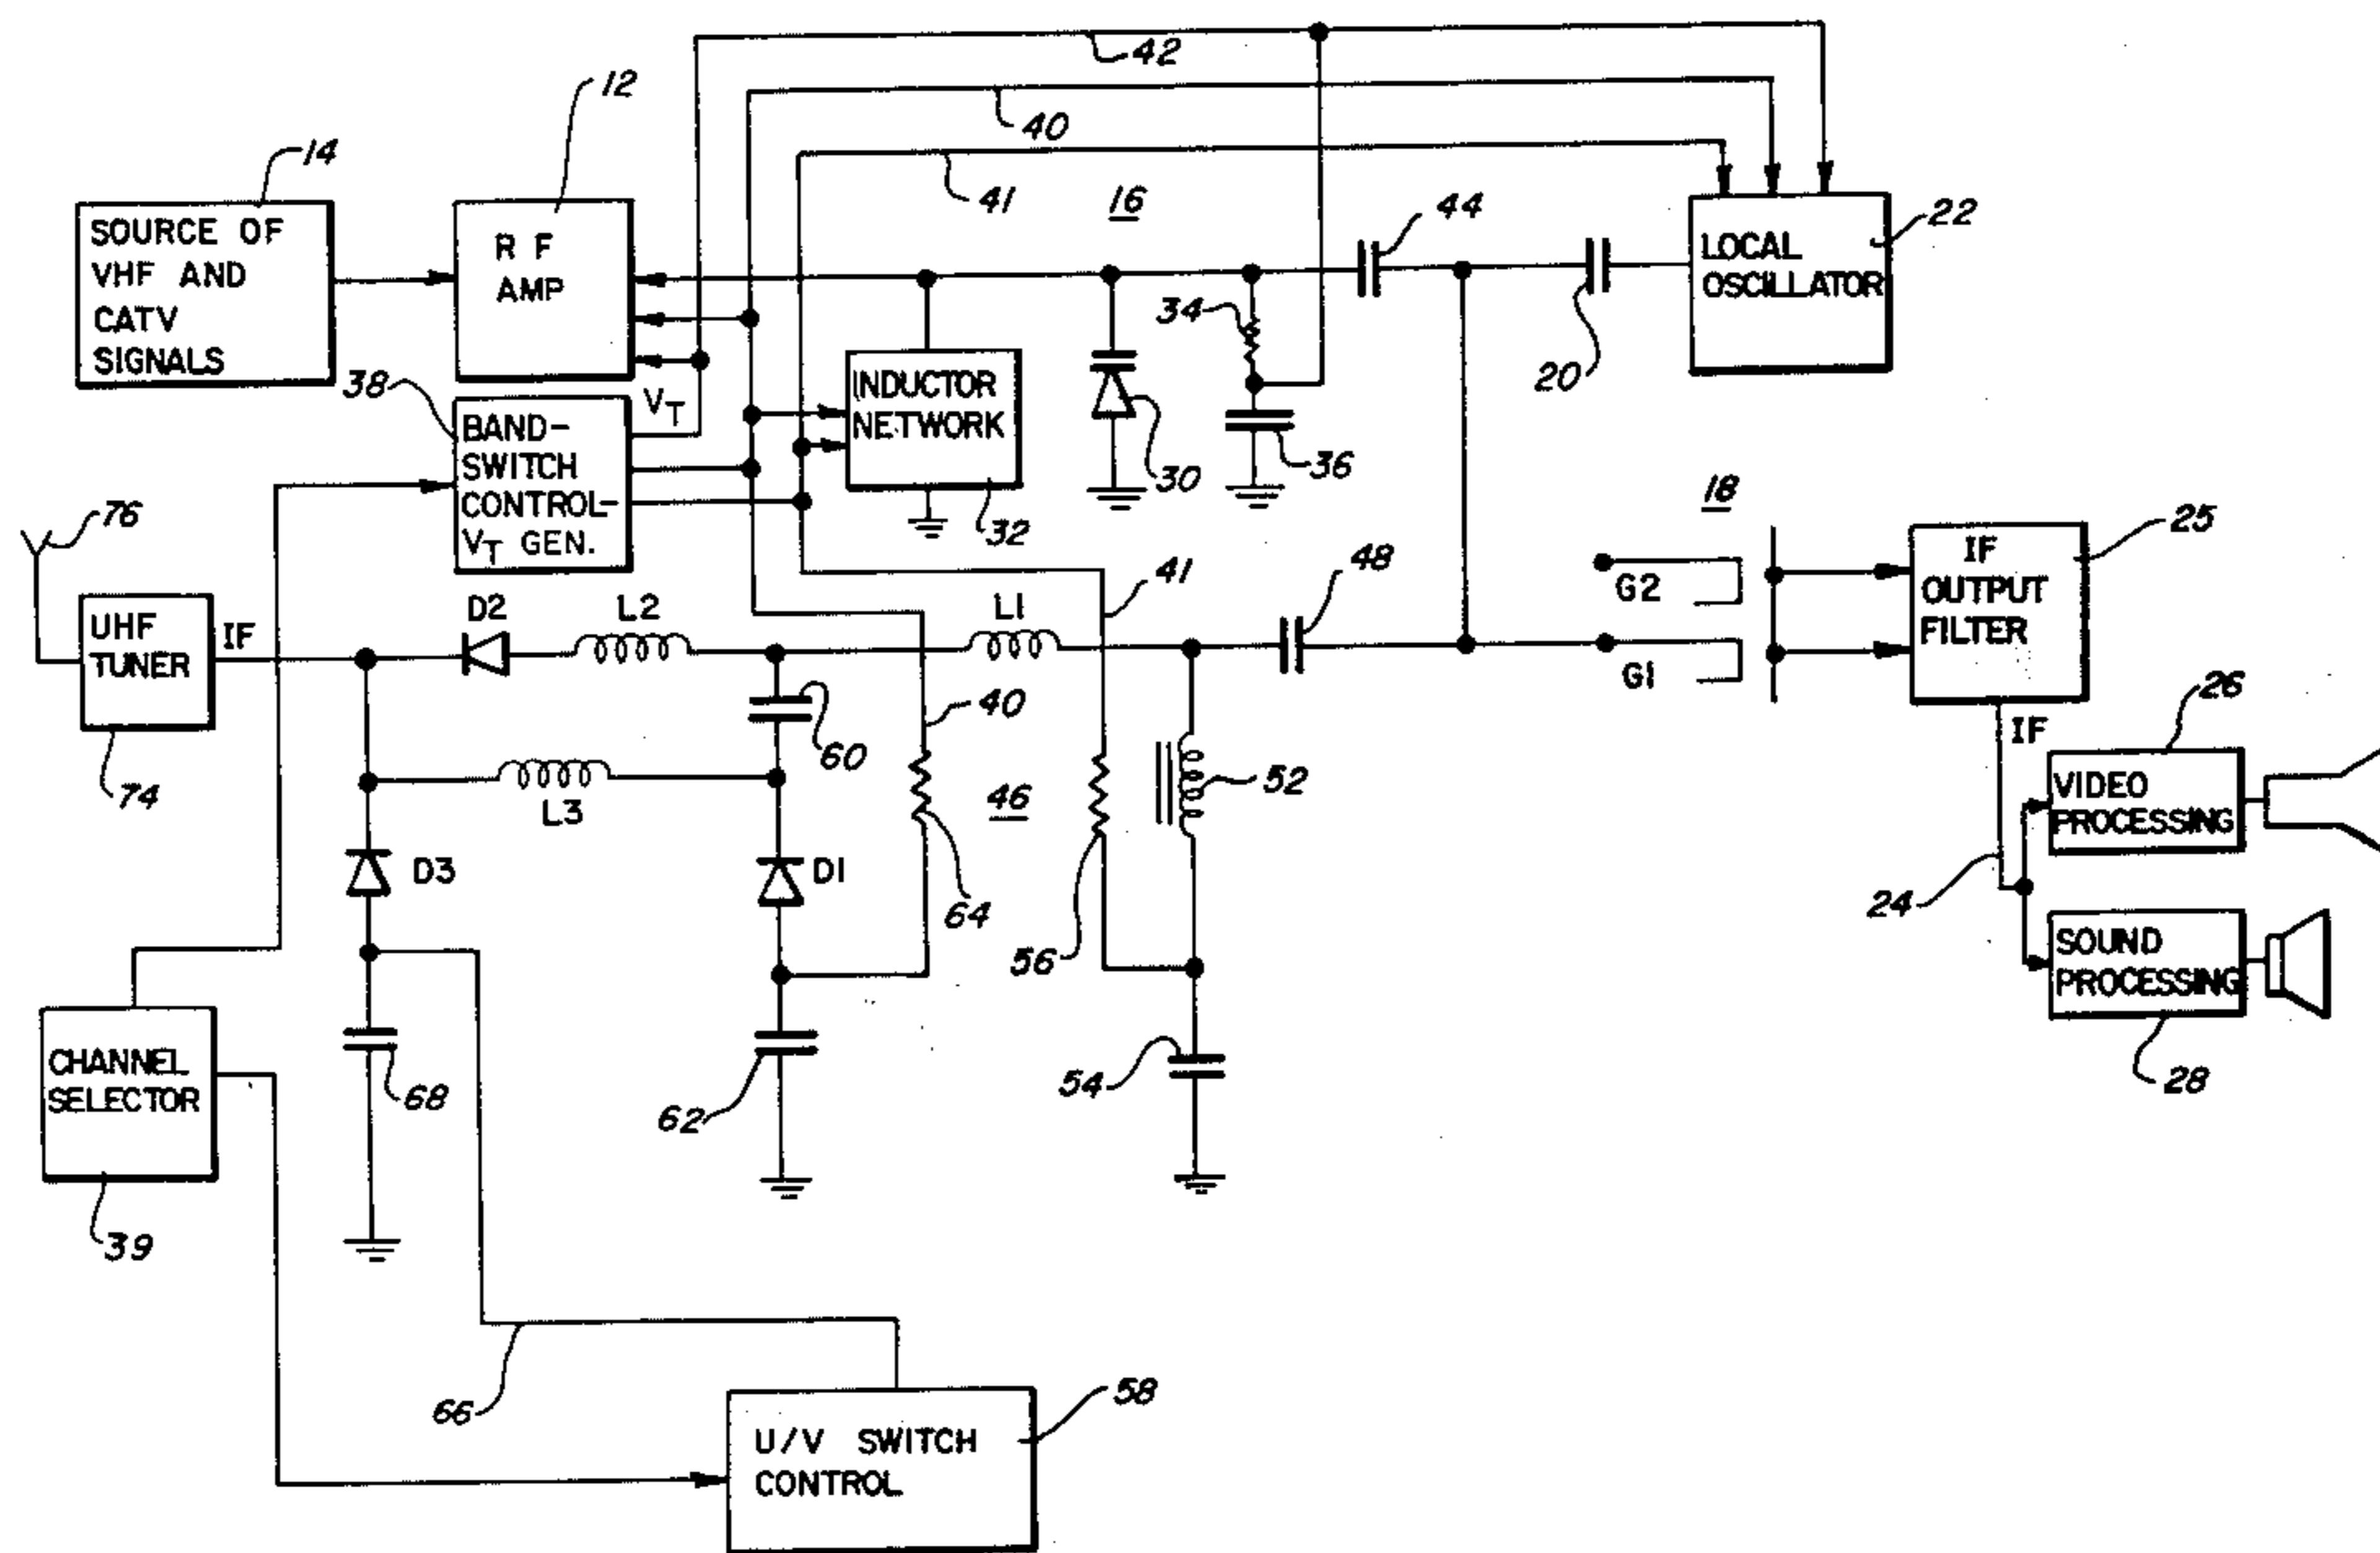 42
12
40
14
41
16
44
22
SOURCE OF
VHF AND
CATV
SIGNALS
R F
AMP
LOCAL
OSCILLATOR
34
20
38
VT
INDUCTOR
NETWORK
30
36
32
BAND-
SWITCH
CONTROL-
VT GEN.
18
25
76
41
48
G2
IF
OUTPUT
FILTER
UHF
TUNER
IF
D2
L2
L1
G1
26
40
60
IF
52
VIDEO
PROCESSING
74
L3
46
D3
D1
64
24
56
SOUND
PROCESSING
CHANNEL
SELECTOR
68
62
54
28
39
66
58
U/V SWITCH
CONTROL